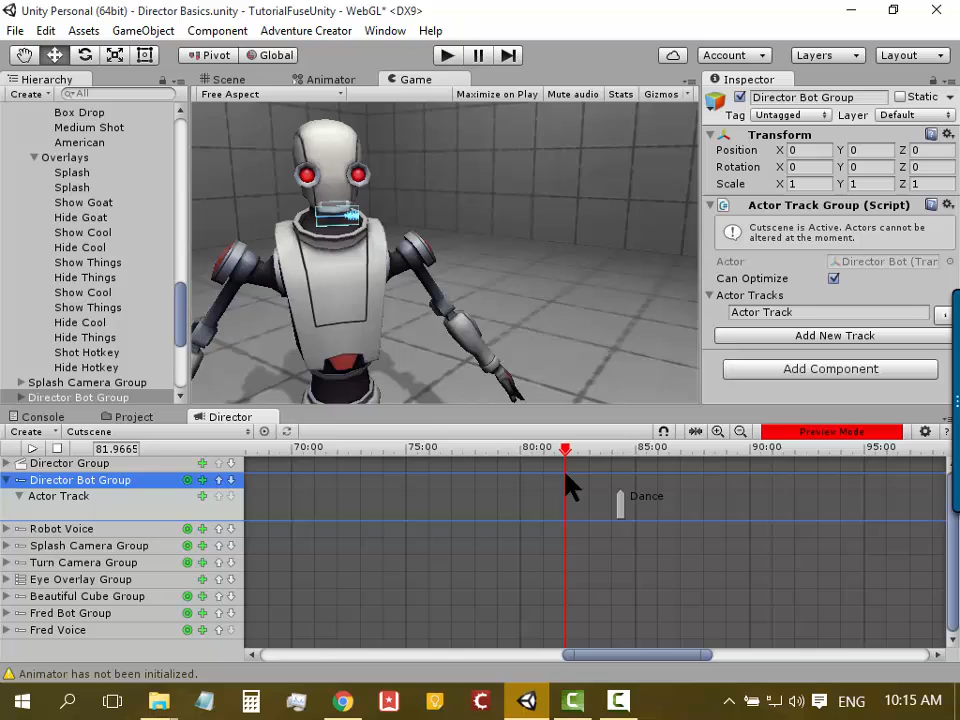 Unity Personal (64bit) - Director Basics.unity - TutorialFuseUnity - WebGL* <DX9>
File Edit Assets GameObject Component Adventure Creator Window Help
Pivot Global Account Layers Layout
Hierarchy Scene Animator Game Inspector
Create All Free Aspect Maximize on Play Mute audio Stats Gizmos Director Bot Group Static
Box Drop
Medium Shot
American
Overlays
Splash
Splash
Show Goat
Hide Goat
Show Cool
Hide Cool
Show Things
Hide Things
Show Cool
Show Things
Hide Cool
Hide Things
Shot Hotkey
Hide Hotkey
Splash Camera Group
Director Bot Group
Tag Untagged Layer Default
Transform
Position X 0 Y 0 Z 0
Rotation X 0 Y 0 Z 0
Scale X 1 Y 1 Z 1
Actor Track Group (Script)
Cutscene is Active. Actors cannot
be altered at the moment.
Actor Director Bot (Tran
Can Optimize
Actor Tracks
Actor Track
Add New Track
Add Component
Console Project Director
Create Cutscene Preview Mode ?
81.9665 70:00 75:00 80:00 85:00 95:00
Director Group
Director Bot Group
Actor Track Dance
Robot Voice
Splash Camera Group
Turn Camera Group
Eye Overlay Group
Beautiful Cube Group
Fred Bot Group
Fred Voice
Animator has not been initialized.
ENG 10:15 AM